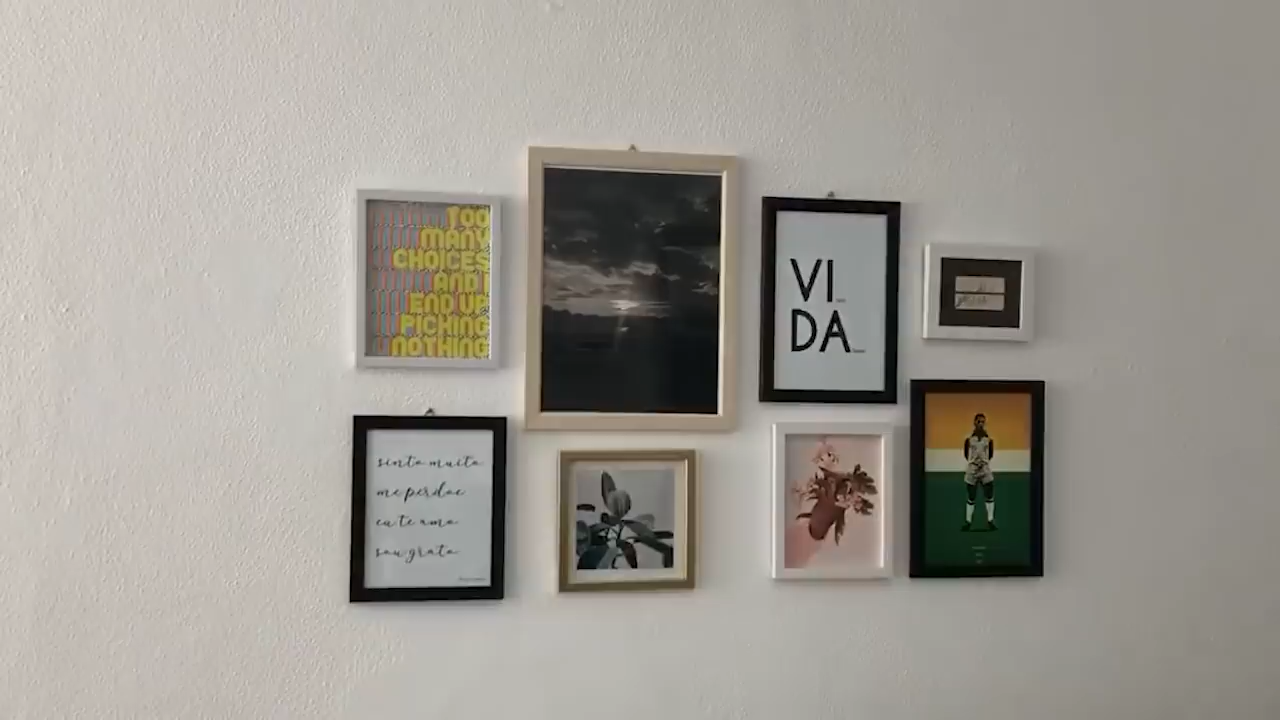 TOO
MANY
CHOICES
AND I
END UP
PICKING
NOTHING
VI
DA
sinto muito
me perdoe
eu te amo
sou grata